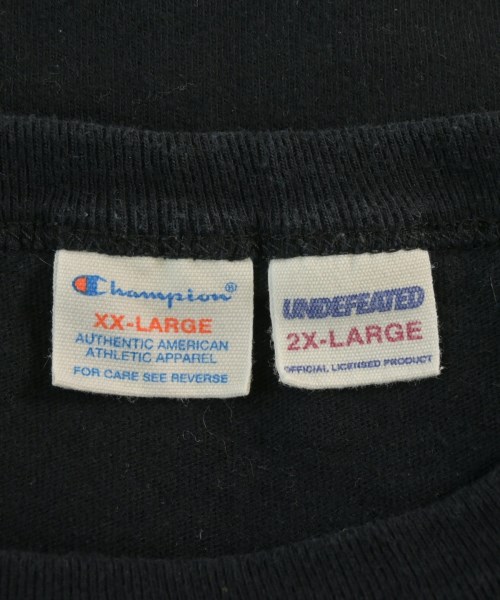 Champion®
XX-LARGE
AUTHENTIC AMERICAN
ATHLETIC APPAREL
FOR CARE SEE REVERSE
UNDEFEATED
2X-LARGE
OFFICIAL LICENSED PRODUCT